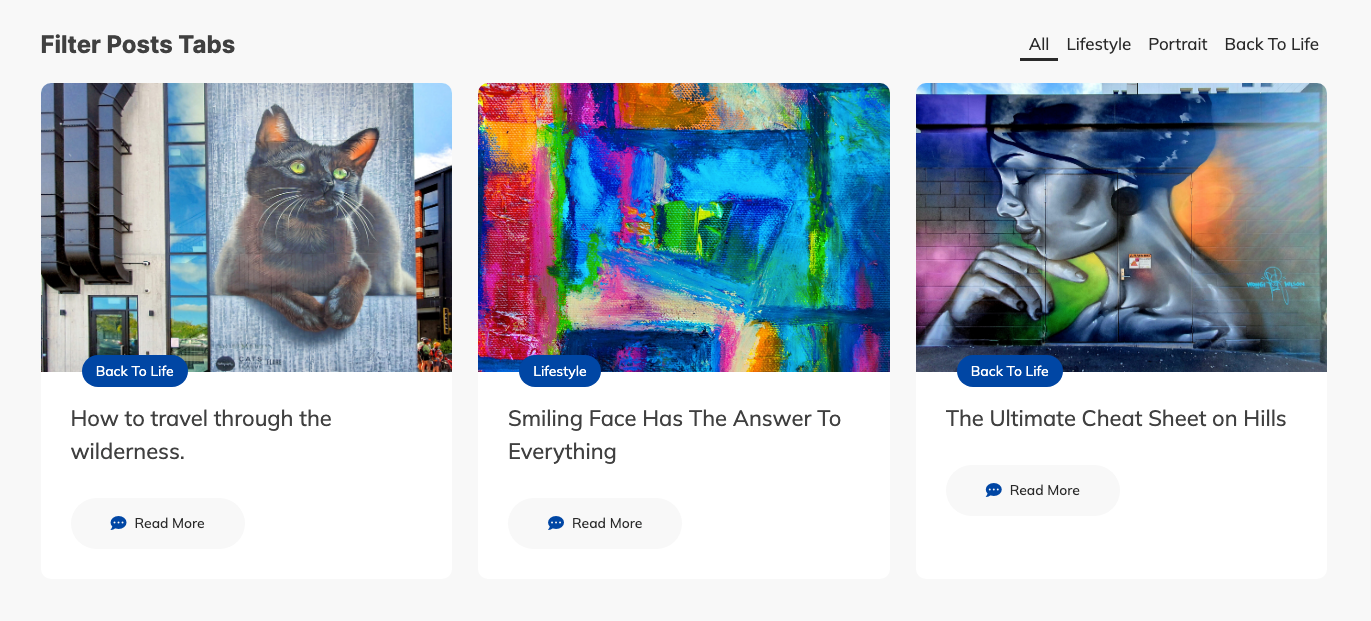 Filter Posts Tabs
All Lifestyle Portrait Back To Life
Back To Life
How to travel through the
wilderness.
Read More
Lifestyle
Smiling Face Has The Answer To
Everything
Read More
Back To Life
The Ultimate Cheat Sheet on Hills
Read More